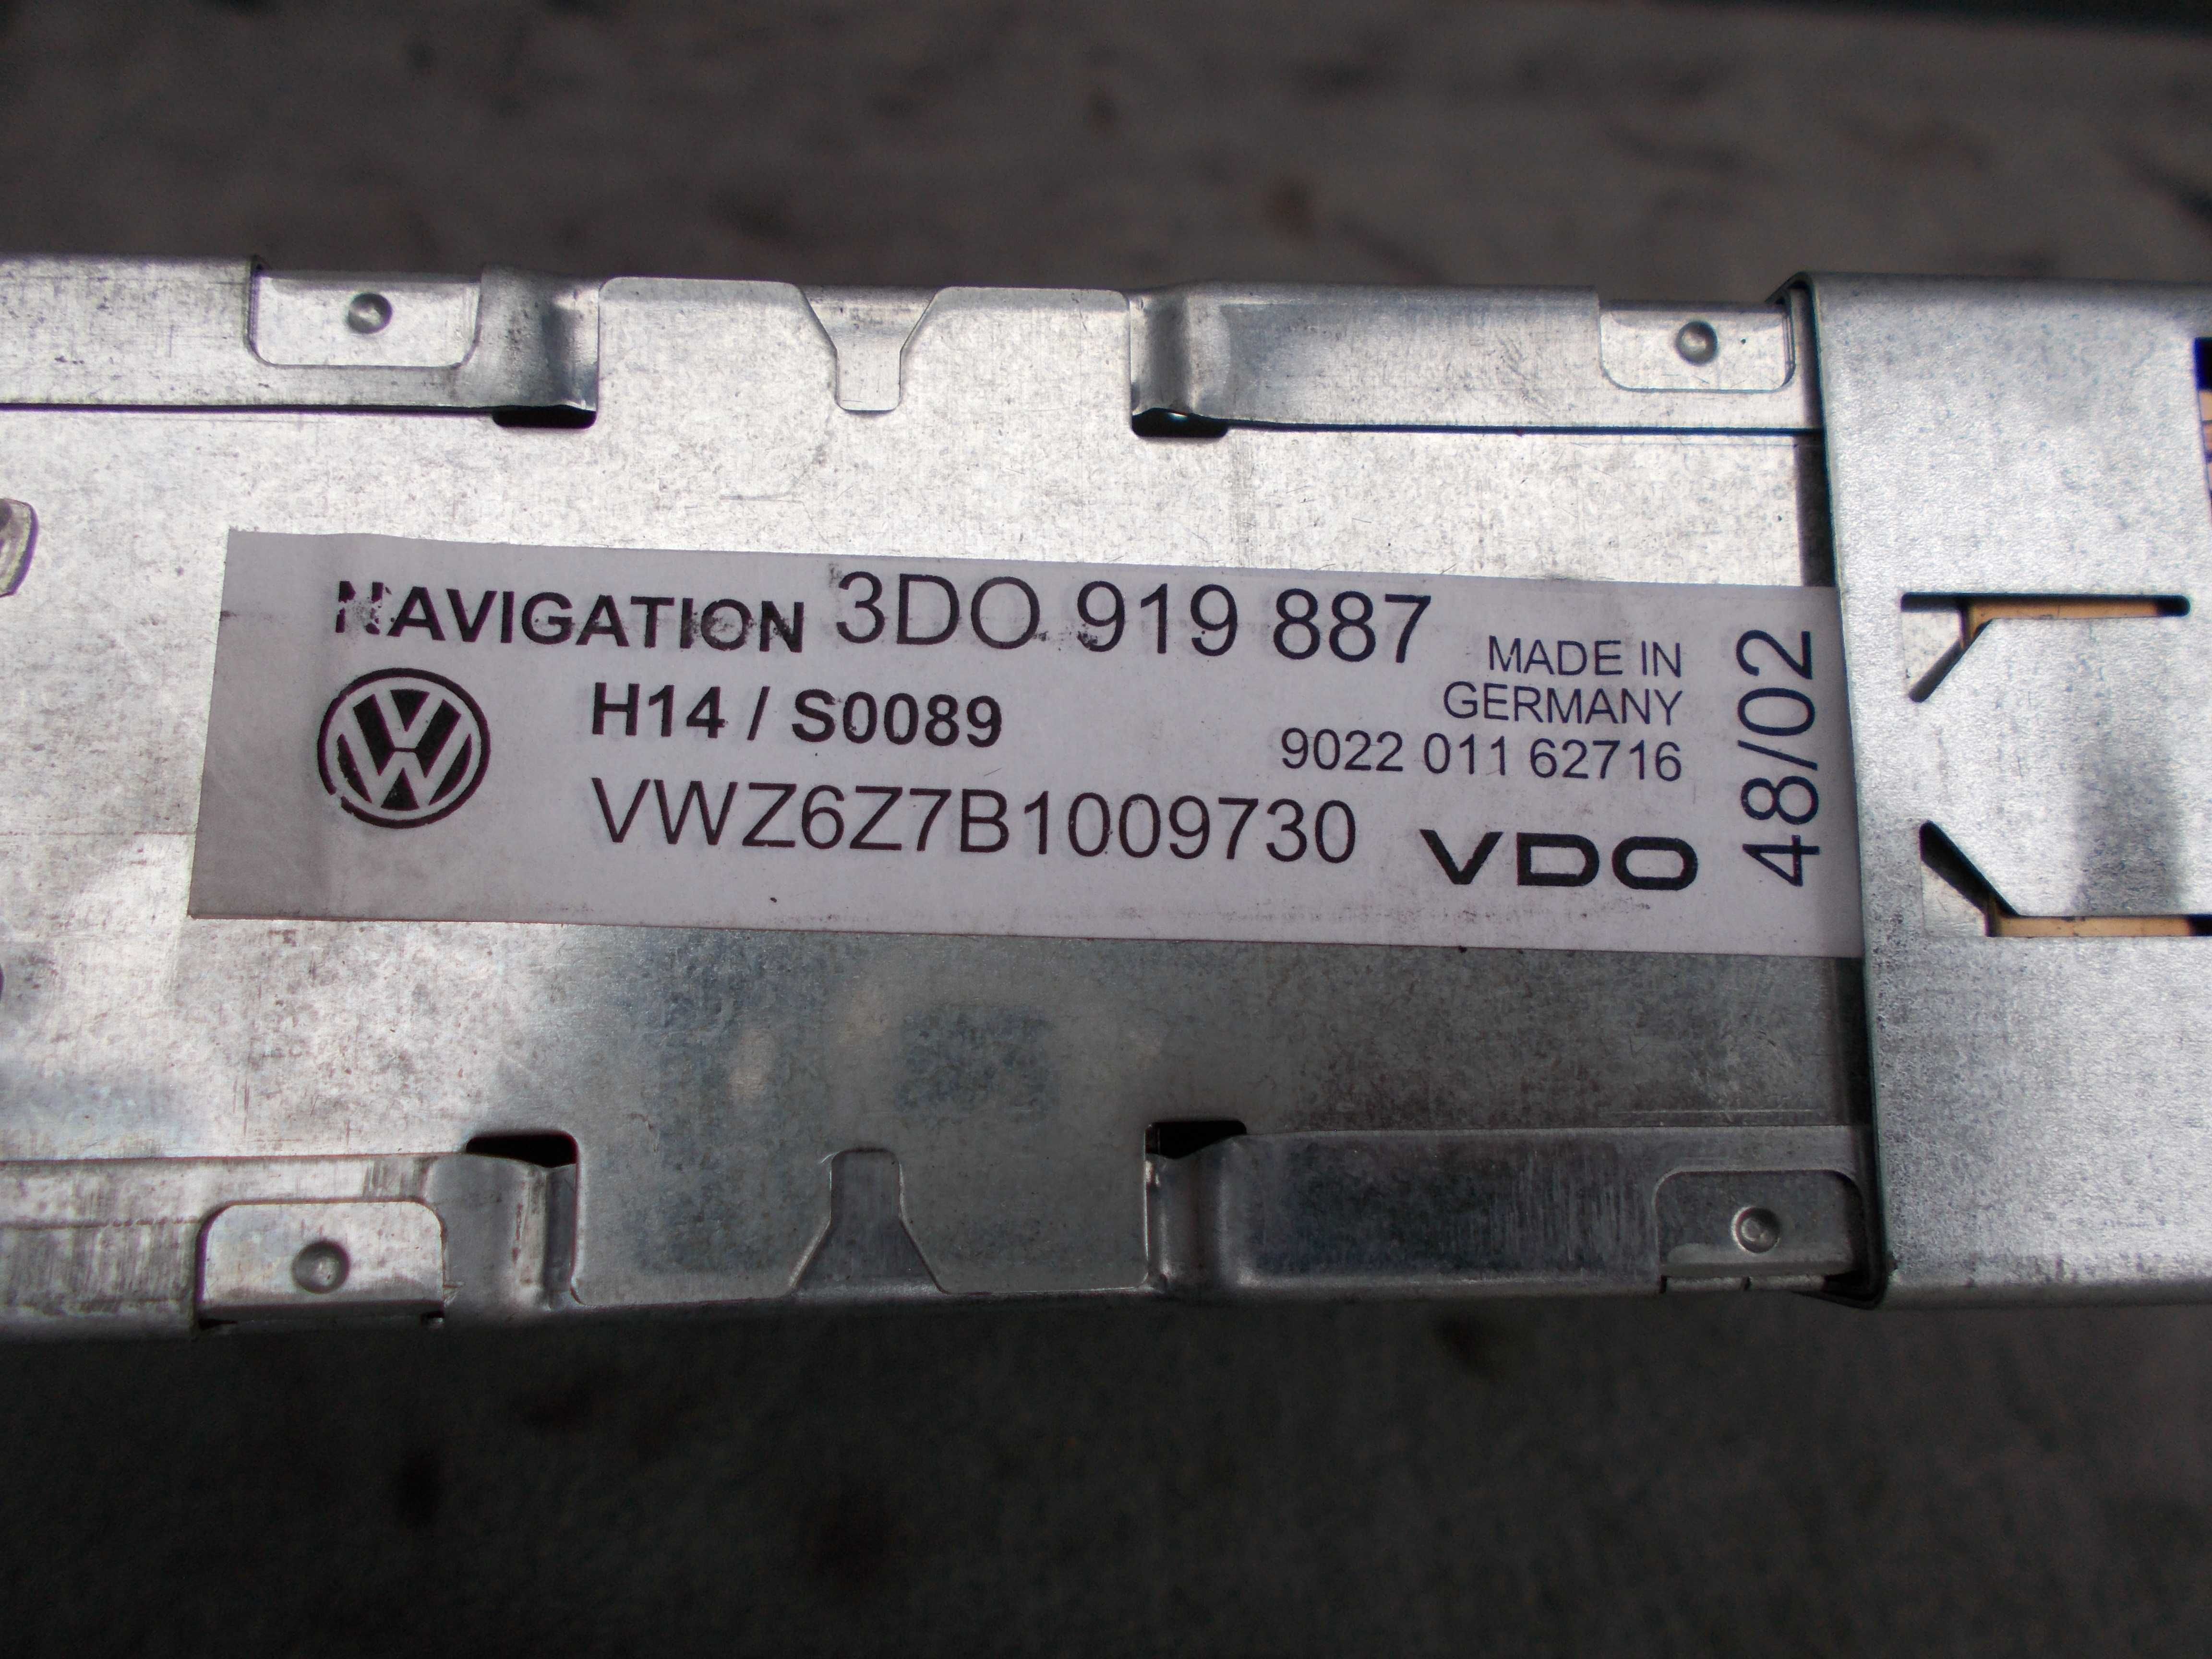 NAVIGATION 3DO 919 887
H14 / S0089
VWZ6Z7B1009730
MADE IN
GERMANY
9022 011 62716
VDO
48/02